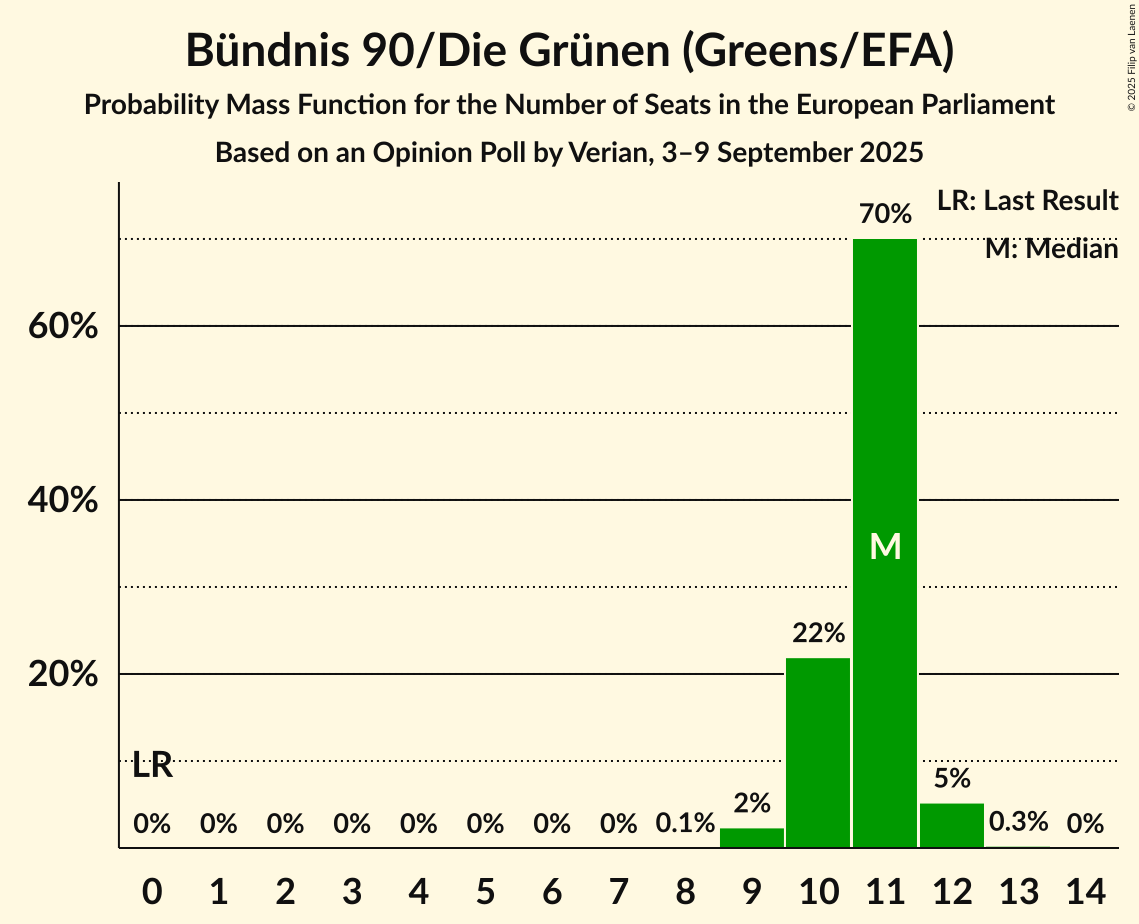 Bündnis 90/Die Grünen (Greens/EFA)
Probability Mass Function for the Number of Seats in the European Parliament
Based on an Opinion Poll by Verian, 3–9 September 2025
© 2025 Filip van Laenen
LR: Last Result
M: Median
70%
60%
40%
M
22%
20%
LR
5%
2%
0% 0% 0% 0% 0% 0% 0% 0% 0.1% 0.3% 0%
0 1 2 3 4 5 6 7 8 9 10 11 12 13 14